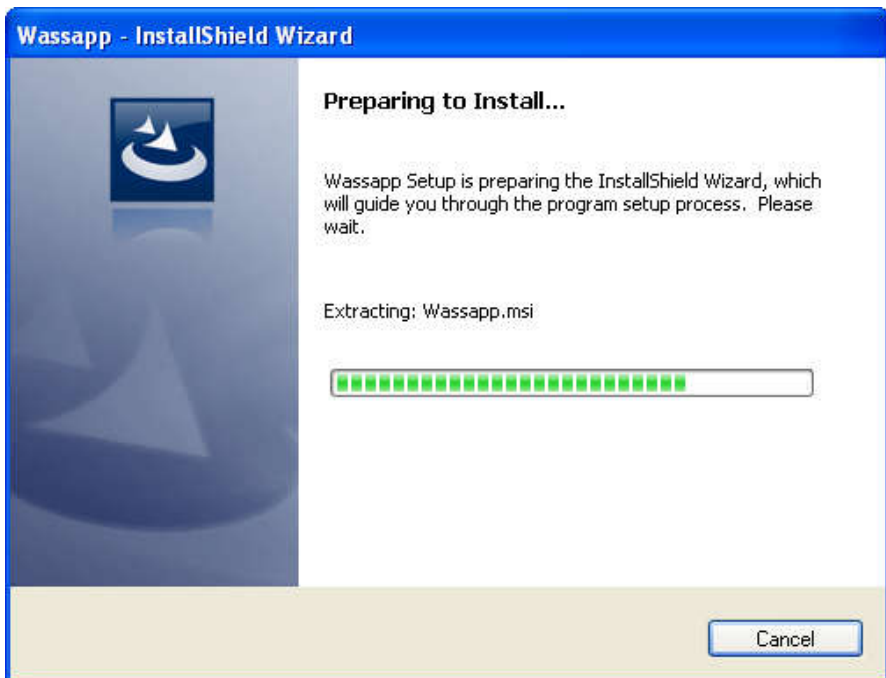 Wassapp - InstallShield Wizard
Preparing to Install...
Wassapp Setup is preparing the InstallShield Wizard, which
will guide you through the program setup process. Please
wait.
Extracting: Wassapp.msi
Cancel